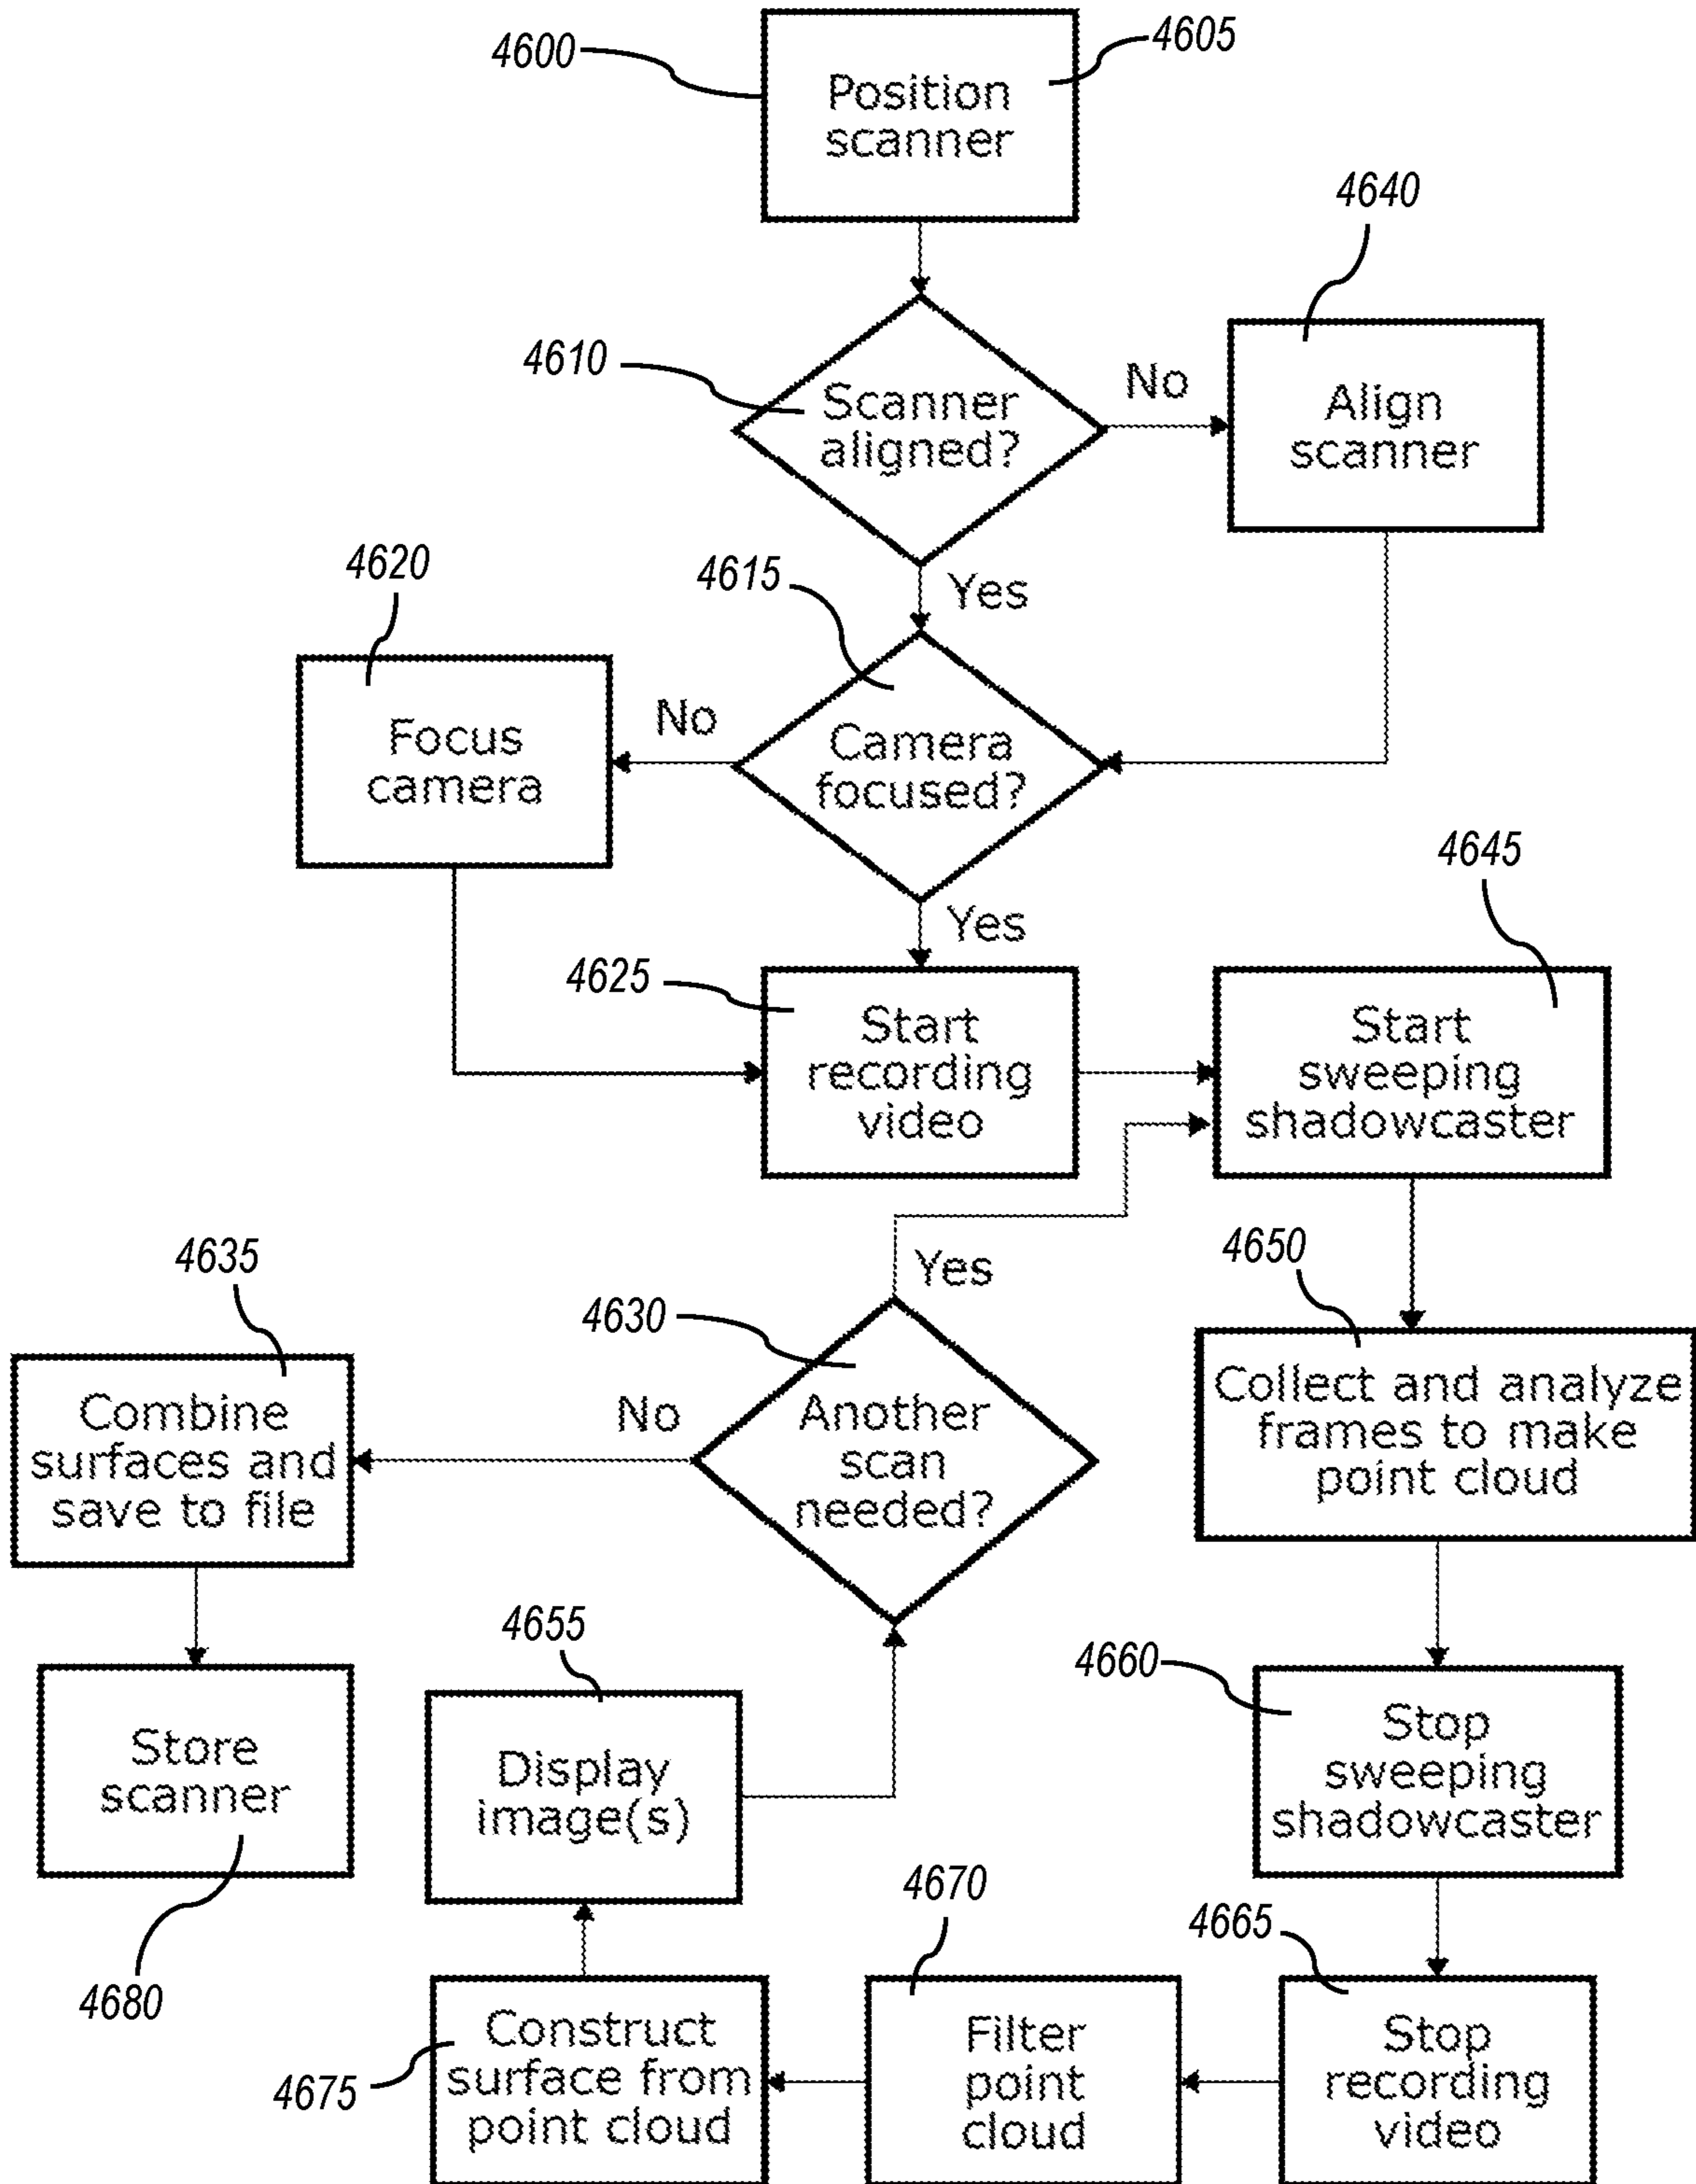 4600
4605
Position
scanner
4640
4610
Scanner
aligned?
No
Align
scanner
4620
4615
Yes
Focus
camera
No
Camera
focused?
4645
Yes
4625
Start
recording
video
Start
sweeping
shadowcaster
4635
4630
Yes
4650
Combine
surfaces and
save to file
No
Another
scan
needed?
Collect and analyze
frames to make
point cloud
4655
4660
Store
scanner
Display
image(s)
Stop
sweeping
shadowcaster
4680
4670
4665
4675
Construct
surface from
point cloud
Filter
point
cloud
Stop
recording
video